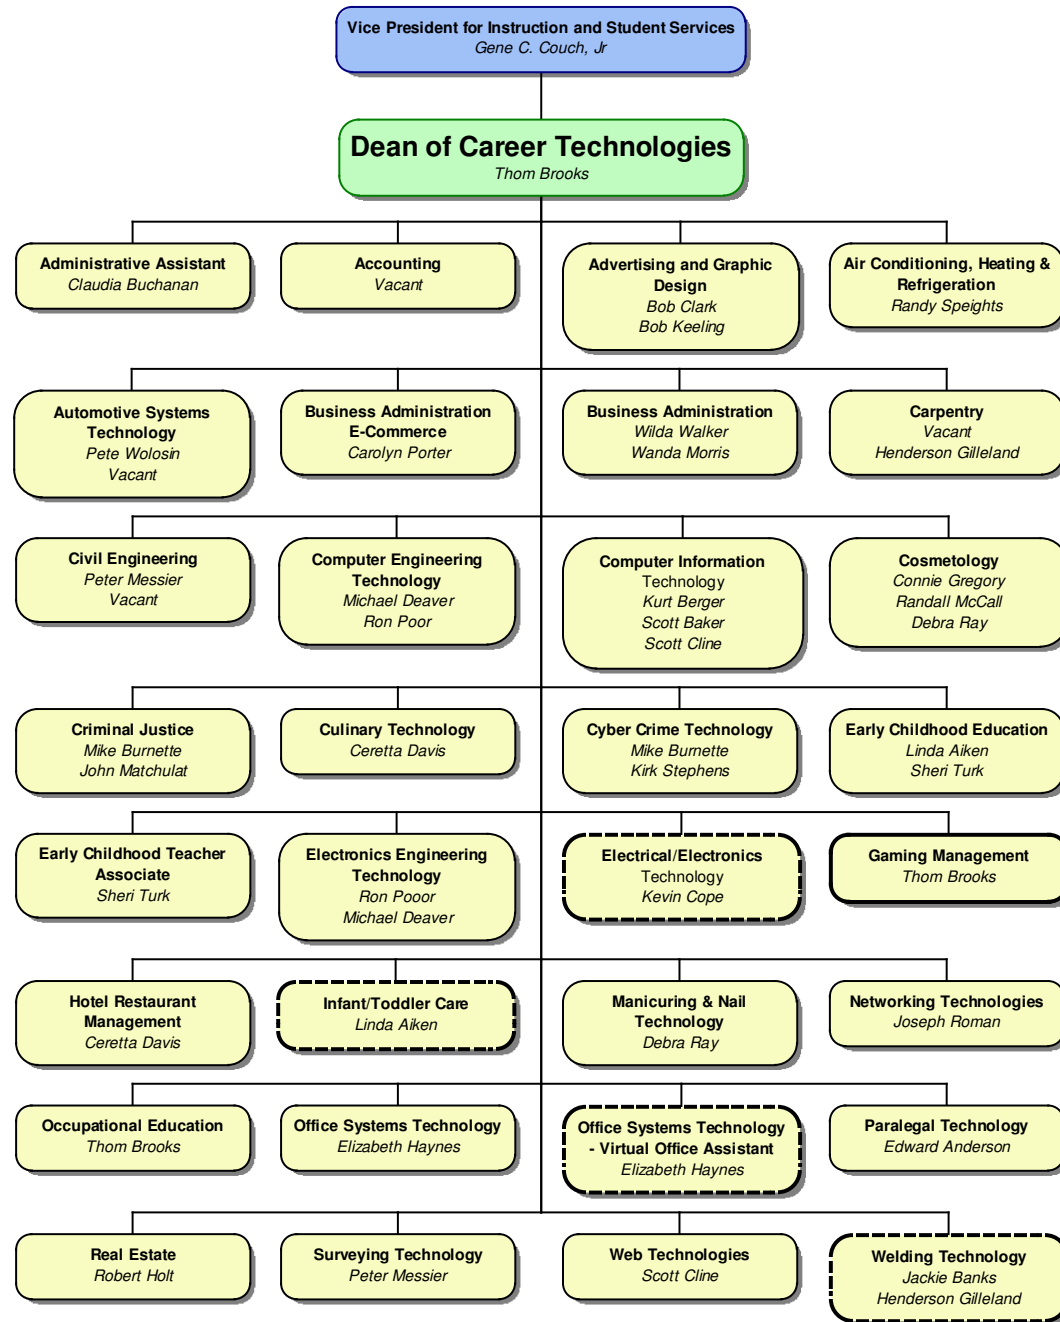 Vice President for Instruction and Student Services
Gene C. Couch, Jr
Dean of Career Technologies
Thom Brooks
Administrative Assistant
Claudia Buchanan
Accounting
Vacant
Advertising and Graphic
Design
Bob Clark
Bob Keeling
Air Conditioning, Heating &
Refrigeration
Randy Speights
Automotive Systems
Technology
Pete Wolosin
Vacant
Business Administration
E-Commerce
Carolyn Porter
Business Administration
Wilda Walker
Wanda Morris
Carpentry
Vacant
Henderson Gilleland
Civil Engineering
Peter Messier
Vacant
Computer Engineering
Technology
Michael Deaver
Ron Poor
Computer Information
Technology
Kurt Berger
Scott Baker
Scott Cline
Cosmetology
Connie Gregory
Randall McCall
Debra Ray
Criminal Justice
Mike Burnette
John Matchulat
Culinary Technology
Ceretta Davis
Cyber Crime Technology
Mike Burnette
Kirk Stephens
Early Childhood Education
Linda Aiken
Sheri Turk
Early Childhood Teacher
Associate
Sheri Turk
Electronics Engineering
Technology
Ron Pooor
Michael Deaver
Electrical/Electronics
Technology
Kevin Cope
Gaming Management
Thom Brooks
Hotel Restaurant
Management
Ceretta Davis
Infant/Toddler Care
Linda Aiken
Manicuring & Nail
Technology
Debra Ray
Networking Technologies
Joseph Roman
Occupational Education
Thom Brooks
Office Systems Technology
Elizabeth Haynes
Office Systems Technology
- Virtual Office Assistant
Elizabeth Haynes
Paralegal Technology
Edward Anderson
Real Estate
Robert Holt
Surveying Technology
Peter Messier
Web Technologies
Scott Cline
Welding Technology
Jackie Banks
Henderson Gilleland